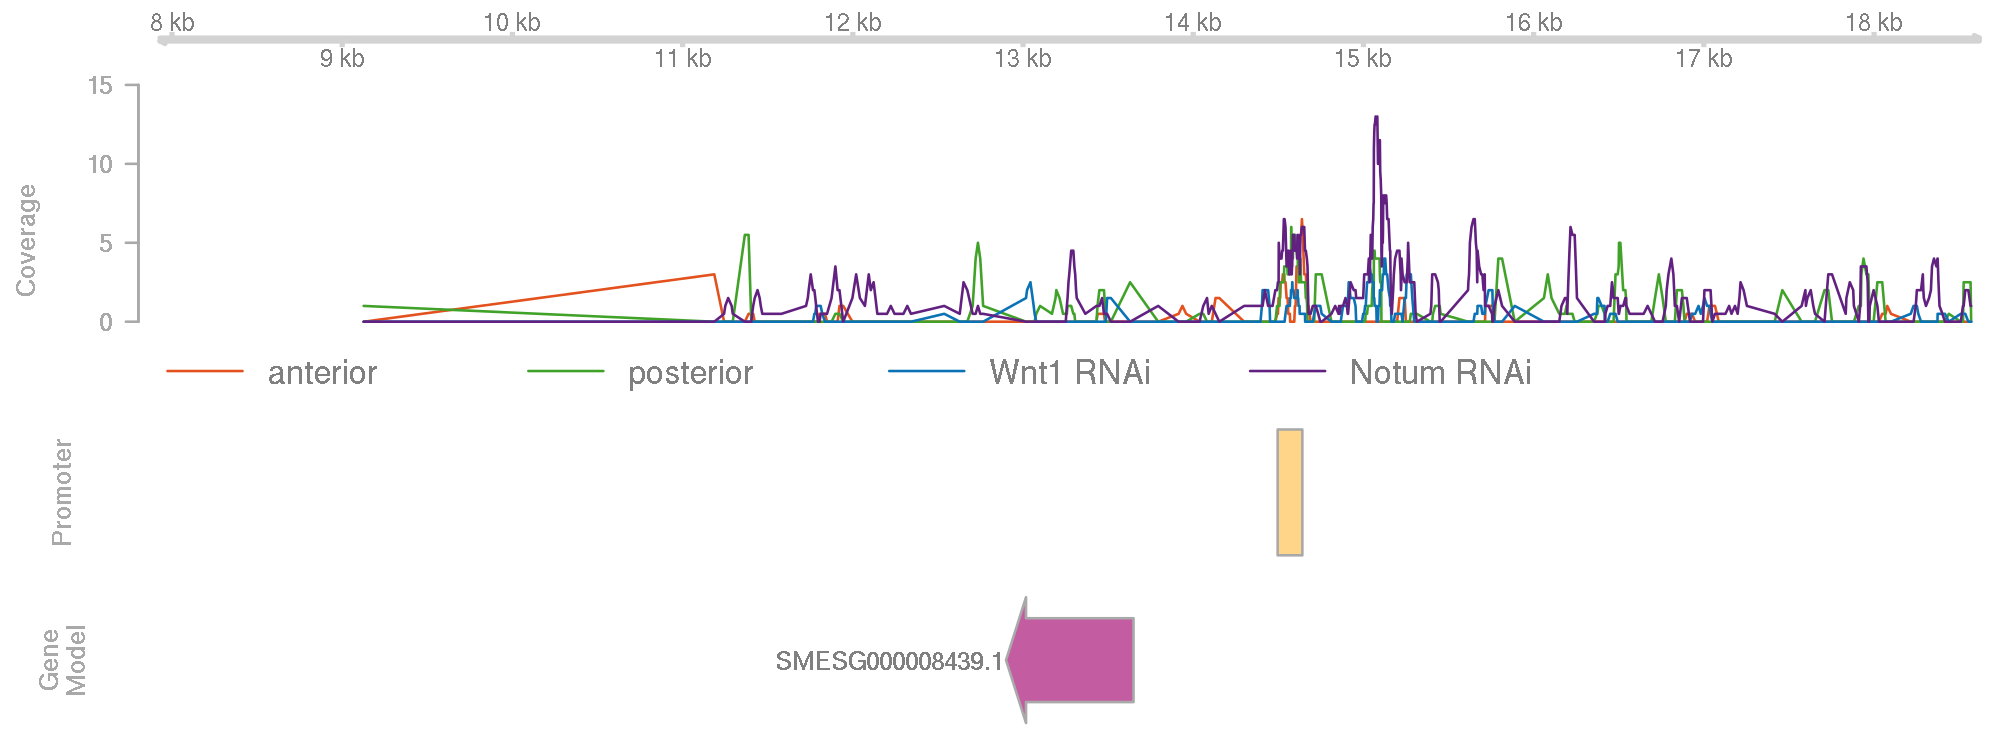 8 kb 10 kb 12 kb 14 kb 16 kb 18 kb
9 kb 11 kb 13 kb 15 kb 17 kb
15
10
5
0
Coverage
anterior posterior Wnt1 RNAi Notum RNAi
Promoter
Gene
Model
SMESG000008439.1